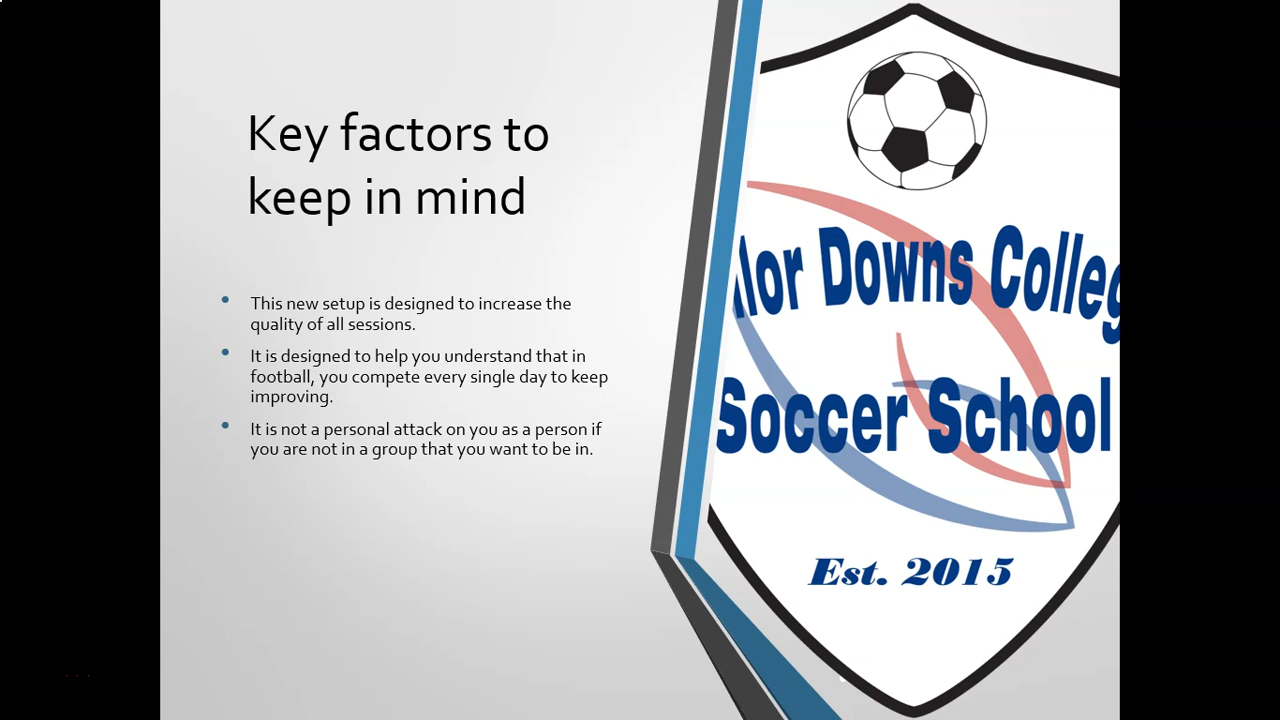 Key factors to
keep in mind
This new setup is designed to increase the
quality of all sessions.
It is designed to help you understand that in
football, you compete every single day to keep
improving.
It is not a personal attack on you as a person if
you are not in a group that you want to be in.
Downs
Soccer School
Est. 2015